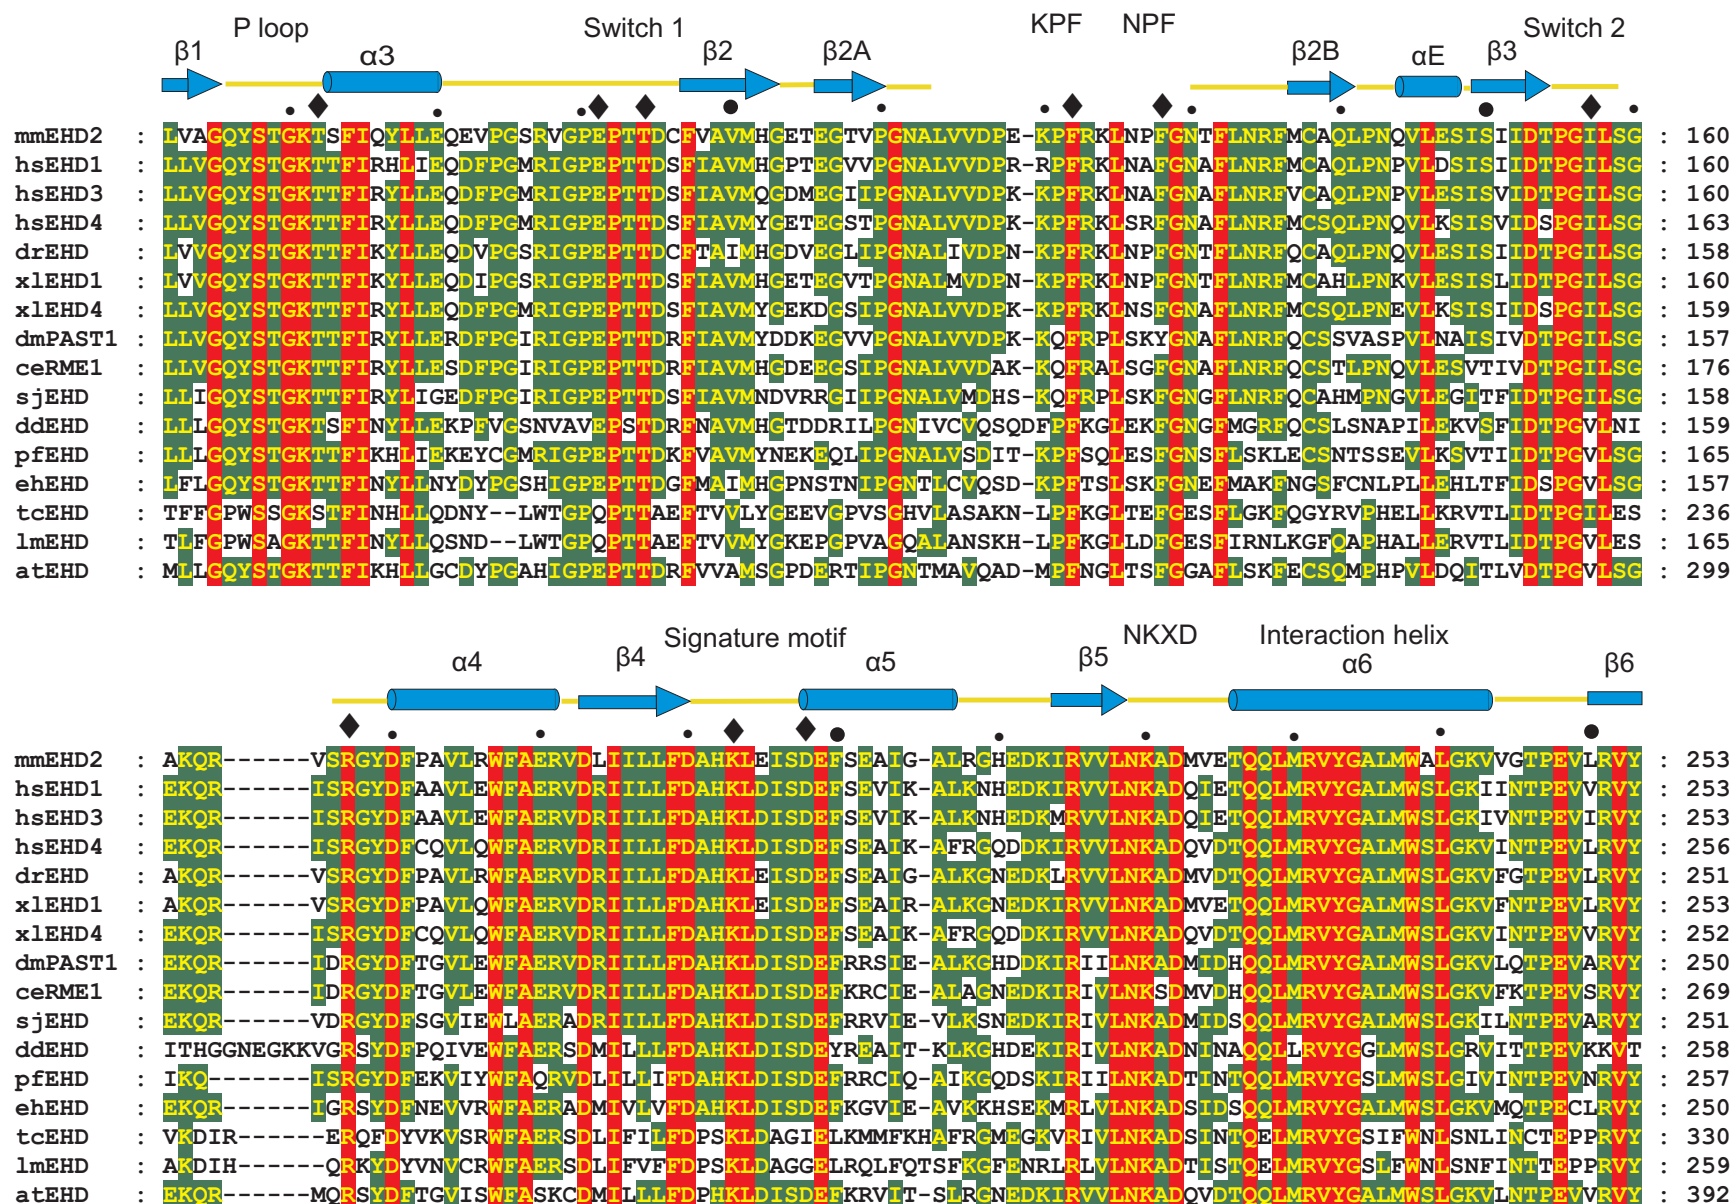 P loop Switch 1 KPF NPF Switch 2
β1 α3 β2 β2A β2B αE β3
mmEHD2 : LVAGQYSTGKTSFIQYLLEQEVPGSRVGPEPTTDCFVAVMHGETEGTVPGNALVVDPE-KPFRKLNPFGNTFLNRFMCAQLPNQVLESISIIDTPGILSG : 160
hsEHD1 : LLVGQYSTGKTTFIRHLIEQDFPGMRIGPEPTTDSFIAVMHGPTEGVVPGNALVVDPR-RPFRKLNAFGNAFLNRFMCAQLPNPVLDSISIIDTPGILSG : 160
hsEHD3 : LLVGQYSTGKTTFIRYLLEQDFPGMRIGPEPTTDSFIAVMQGDMEGIIPGNALVVDPK-KPFRKLNAFGNAFLNRFVCAQLPNPVLESISVIDTPGILSG : 160
hsEHD4 : LLVGQYSTGKTTFIRYLLEQDFPGMRIGPEPTTDSFIAVMYGETEGSTPGNALVVDPK-KPFRKLSRFGNAFLNRFMCSQLPNQVLKSISVIDSPGILSG : 163
drEHD : LVVGQYSTGKTTFIKYLLEQDVPGSRIGPEPTTDCFTAIMHGDVEGLIPGNALIVDPN-KPFRKLNPFGNTFLNRFQCAQLPNQVLESISIIDTPGILSG : 158
xlEHD1 : LVVGQYSTGKTTFIKYLLEQDIPGSRIGPEPTTDSFIAVMHGETEGVTPGNALMVDPN-KPFRKLNPFGNTFLNRFMCAHLPNKVLESISLIDTPGILSG : 160
xlEHD4 : LLVGQYSTGKTTFIRYLLEQDFPGMRIGPEPTTDSFIAVMYGEKDGSIPGNALVVDPK-KPFRKLNSFGNAFLNRFMCSQLPNEVLKSISIIDSPGILSG : 159
dmPAST1 : LLVGQYSTGKTTFIRYLLERDFPGIRIGPEPTTDRFIAVMYDDKEGVVPGNALVVDPK-KQFRPLSKYGNAFLNRFQCSSVASPVLNAISIVDTPGILSG : 157
ceRME1 : LLVGQYSTGKTTFIRYLLESDFPGIRIGPEPTTDRFIAVMHGDEEGSIPGNALVVDAK-KQFRALSGFGNAFLNRFQCSTLPNQVLESVTIVDTPGILSG : 176
sjEHD : LLIGQYSTGKTTFIRYLIGEDFPGIRIGPEPTTDSFIAVMNDVRRGIIPGNALVMDHS-KQFRPLSKFGNGFLNRFQCAHMPNGVLEGITFIDTPGILSG : 158
ddEHD : LLLGQYSTGKTSFINYLLEKPFVGSNVAVEPSTDRFNAVMHGTDDRILPGNIVCVQSQDFPFKGLEKFGNGFMGRFQCSLSNAPILEKVSFIDTPGVLNI : 159
pfEHD : LLLGQYSTGKTTFIKHLIEKEYCGMRIGPEPTTDKFVAVMYNEKEQLIPGNALVSDIT-KPFSQLESFGNSFLSKLECSNTSSEVLKSVTIIDTPGVLSG : 165
ehEHD : LFLGQYSTGKTTFINYLLNYDYPGSHIGPEPTTDGFMAIMHGPNSTNIPGNTLCVQSD-KPFTSLSKFGNEFMAKFNGSFCNLPLLEHLTFIDSPGVLSG : 157
tcEHD : TFFGPWSSGKSTFINHLLQDNY--LWTGPQPTTAEFTVVLYGEEVGPVSGHVLASAKN-LPFKGLTEFGESFLGKFQGYRVPHELLKRVTLIDTPGILES : 236
lmEHD : TLFGPWSAGKTTFINYLLQSND--LWTGPQPTTAEFTVVMYGKEPGPVAGQALANSKH-LPFKGLLDFGESFIRNLKGFQAPHALLERVTLIDTPGVLES : 165
atEHD : MLLGQYSTGKTTFIKHLLGCDYPGAHIGPEPTTDRFVVAMSGPDERTIPGNTMAVQAD-MPFNGLTSFGGAFLSKFECSQMPHPVLDQITLVDTPGVLSG : 299
Signature motif NKXD Interaction helix
α4 β4 α5 β5 α6 β6
mmEHD2 : AKQR------VSRGYDFPAVLRWFAERVDLIILLFDAHKLEISDEFSEAIG-ALRGHEDKIRVVLNKADMVETQQLMRVYGALMWALGKVVGTPEVLRVY : 253
hsEHD1 : EKQR------ISRGYDFAAVLEWFAERVDRIILLFDAHKLDISDEFSEVIK-ALKNHEDKIRVVLNKADQIETQQLMRVYGALMWSLGKIINTPEVVRVY : 253
hsEHD3 : EKQR------ISRGYDFAAVLEWFAERVDRIILLFDAHKLDISDEFSEVIK-ALKNHEDKMRVVLNKADQIETQQLMRVYGALMWSLGKIVNTPEVIRVY : 253
hsEHD4 : EKQR------ISRGYDFCQVLQWFAERVDRIILLFDAHKLDISDEFSEAIK-AFRGQDDKIRVVLNKADQVDTQQLMRVYGALMWSLGKVINTPEVLRVY : 256
drEHD : AKQR------VSRGYDFPAVLRWFAERVDRIILLFDAHKLEISDEFSEAIG-ALKGNEDKLRVVLNKADMVDTQQLMRVYGALMWSLGKVFGTPEVLRVY : 251
xlEHD1 : AKQR------VSRGYDFPAVLQWFAERVDRIILLFDAHKLEISDEFSEAIR-ALKGNEDKIRVVLNKADMVETQQLMRVYGALMWSLGKVFNTPEVLRVY : 253
xlEHD4 : EKQR------ISRGYDFCQVLQWFAERVDRIILLFDAHKLDISDEFSEAIK-AFRGQDDKIRVVLNKADQVDTQQLMRVYGALMWSLGKVINTPEVVRVY : 252
dmPAST1 : EKQR------IDRGYDFTGVLEWFAERVDRIILLFDAHKLDISDEFRRSIE-ALKGHDDKIRIILNKADMIDHQQLMRVYGALMWSLGKVLQTPEVARVY : 250
ceRME1 : EKQR------IDRGYDFTGVLEWFAERVDRIILLFDAHKLDISDEFKRCIE-ALAGNEDKIRIVLNKSDMVDHQQLMRVYGALMWSLGKVFKTPEVSRVY : 269
sjEHD : EKQR------VDRGYDFSGVIEWLAERADRIILLFDAHKLDISDEFRRVIE-VLKSNEDKIRIVLNKADMIDSQQLMRVYGALMWSLGKILNTPEVARVY : 251
ddEHD : ITHGGNEGKKVGRSYDFPQIVEWFAERSDMILLLFDAHKLDISDEYREAIT-KLKGHDEKIRIVLNKADNINAQQLLRVYGGLMWSLGRVITTPEVKKVT : 258
pfEHD : IKQ-------ISRGYDFEKVIYWFAQRVDLILLIFDAHKLDISDEFRRCIQ-AIKGQDSKIRIILNKADTINTQQLMRVYGSLMWSLGIVINTPEVNRVY : 257
ehEHD : EKQR------IGRSYDFNEVVRWFAERADMIVLVFDAHKLDISDEFKGVIE-AVKKHSEKMRLVLNKADSIDSQQLMRVYGALMWSLGKVMQTPECLRVY : 250
tcEHD : VKDIR------ERQFDYVKVSRWFAERSDLIFILFDPSKLDAGIELKMMFKHAFRGMEGKVRIVLNKADSINTQELMRVYGSIFWNLSNLINCTEPPRVY : 330
lmEHD : AKDIH------QRKYDYVNVCRWFAERSDLIFVFFDPSKLDAGGELRQLFQTSFKGFENRLRLVLNKADTISTQELMRVYGSLFWNLSNFINTTEPPRVY : 259
atEHD : EKQR------MQRSYDFTGVISWFASKCDMILLLFDPHKLDISDEFKRVIT-SLRGNEDKIRVVLNKADQVDTQQLMRVYGALMWSLGKVLNTPEVVRVY : 392